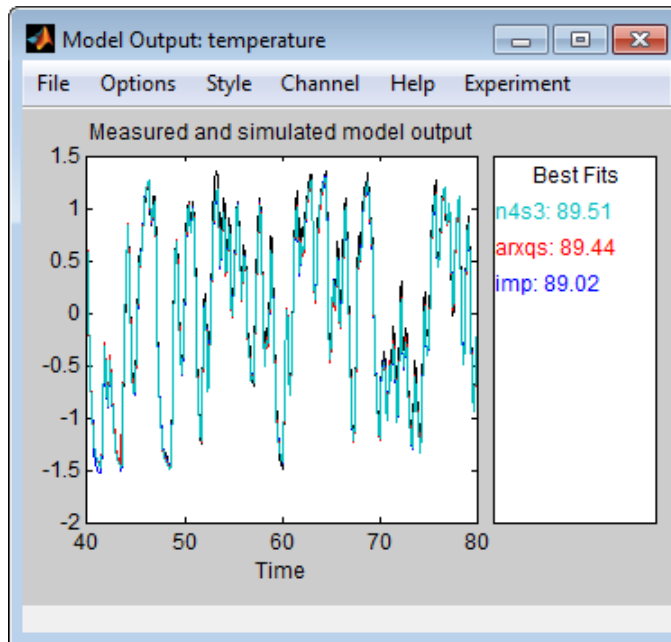 Model Output: temperature
File Options Style Channel Help Experiment
Measured and simulated model output
1.5
1
0.5
0
-0.5
-1
-1.5
-2
40 50 60 70 80
Time
Best Fits
n4s3: 89.51
arxqs: 89.44
imp: 89.02